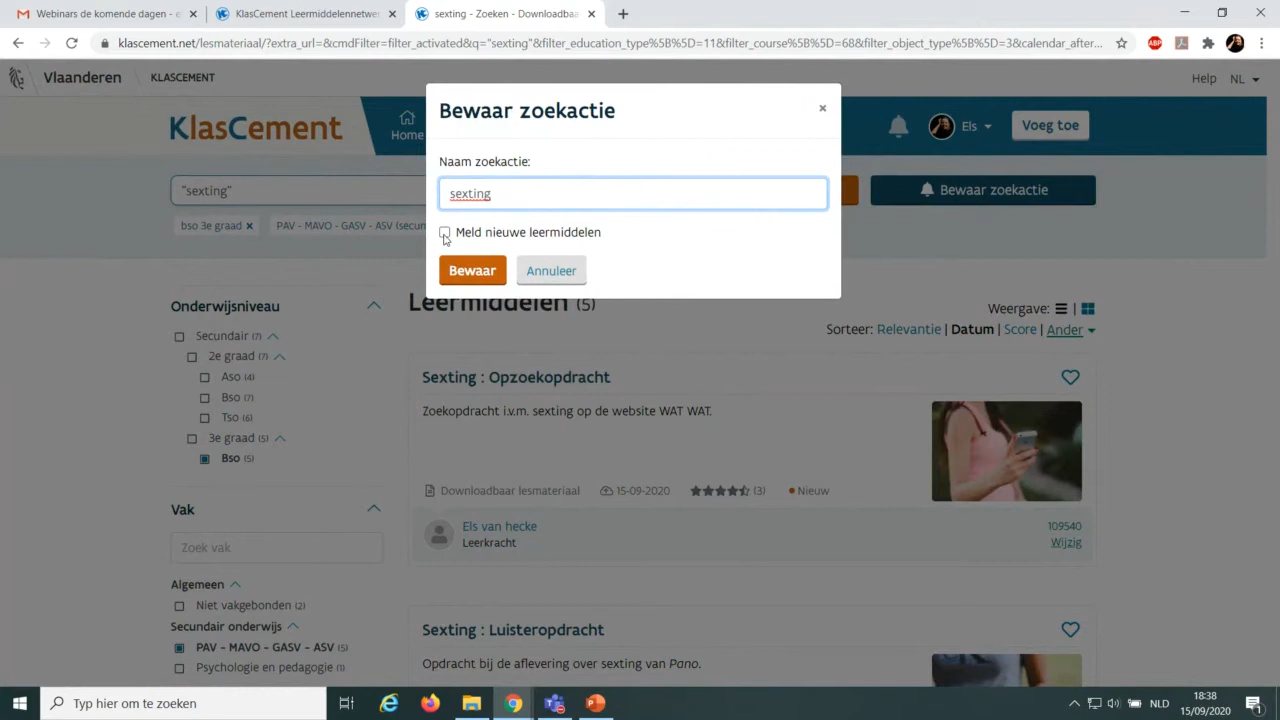 Webinars de komende dagen - e
KlasCement Leermiddelennetwe
sexting - Zoeken - Downloadbaa
klascement.net/lesmateriaal/?extra_url=&cmdFilter=filter_activated&q="sexting"&filter_education_type%5B%5D=11&filter_course%5B%5D=68&filter_object_type%5B%5D=3&calendar_after...
ABP
Vlaanderen
KLASCEMENT
Help
NL
Bewaar zoekactie
×
KlasCement
Home
Els
Voeg toe
Naam zoekactie:
"sexting"
sexting
Bewaar zoekactie
bso 3e graad ×
PAV - MAVO - GASV - ASV (secun
Meld nieuwe leermiddelen
Bewaar
Annuleer
Onderwijsniveau
Leermiddelen (5)
Weergave: |
Sorteer: Relevantie | Datum | Score | Ander
Secundair (7)
2e graad (7)
Aso (4)
Bso (7)
Tso (6)
3e graad (5)
Bso (5)
Sexting : Opzoekopdracht
Zoekopdracht i.v.m. sexting op de website WAT WAT.
Downloadbaar lesmateriaal
15-09-2020
(3)
Nieuw
Els van hecke
Leerkracht
109540
Wijzig
Vak
Zoek vak
Algemeen
Niet vakgebonden (2)
Secundair onderwijs
PAV - MAVO - GASV - ASV (5)
Psychologie en pedagogie (1)
Sexting : Luisteropdracht
Opdracht bij de aflevering over sexting van Pano.
Typ hier om te zoeken
NLD
18:38
15/09/2020
1